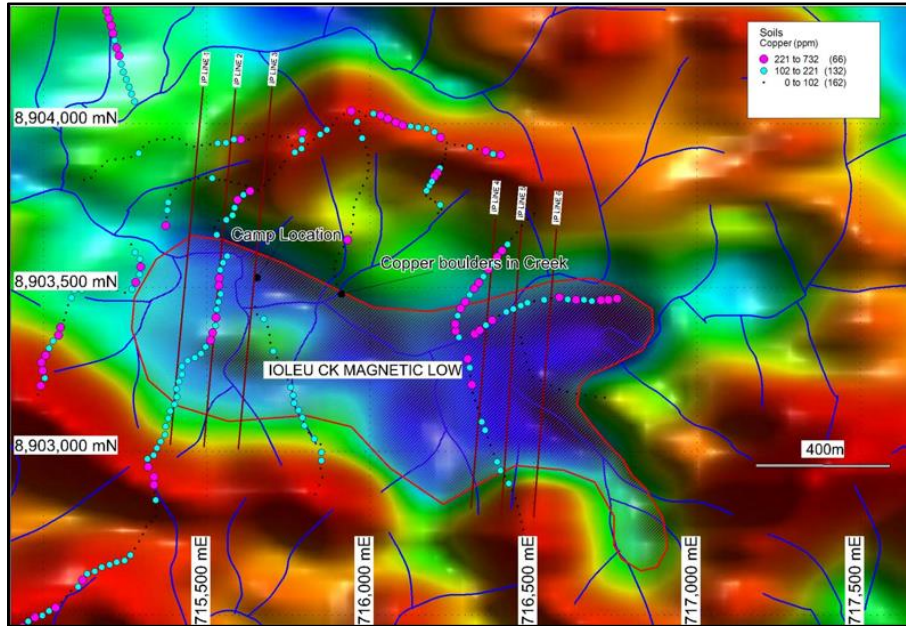 Soils
Copper (ppm)
221 to 732 (66)
102 to 221 (132)
0 to 102 (162)
IP LINE 1
IP LINE 2
IP LINE 3
8,904,000 mN
IP LINE 4
IP LINE 5
IP LINE 6
Camp Location
Copper boulders in Creek
8,903,500 mN
IOLEU CK MAGNETIC LOW
8,903,000 mN
400m
715,500 mE
716,000 mE
716,500 mE
717,000 mE
717,500 mE